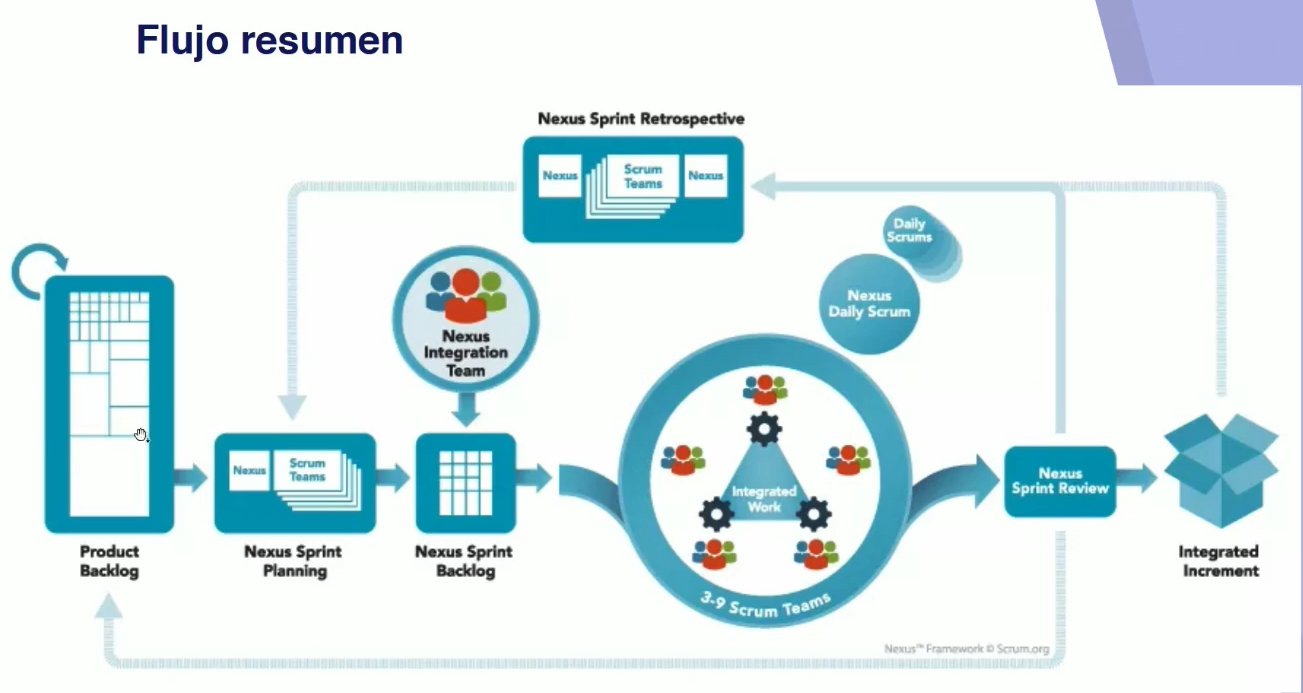 Flujo resumen
Nexus Sprint Retrospective
Nexus
Scrum
Teams
Nexus
Daily
Scrums
Nexus
Daily Scrum
Nexus
Integration
Team
Nexus
Scrum
Teams
Integrated
Work
Nexus
Sprint Review
Product
Backlog
Nexus Sprint
Planning
Nexus Sprint
Backlog
3-9 Scrum Teams
Integrated
Increment
Nexus™ Framework © Scrum.org